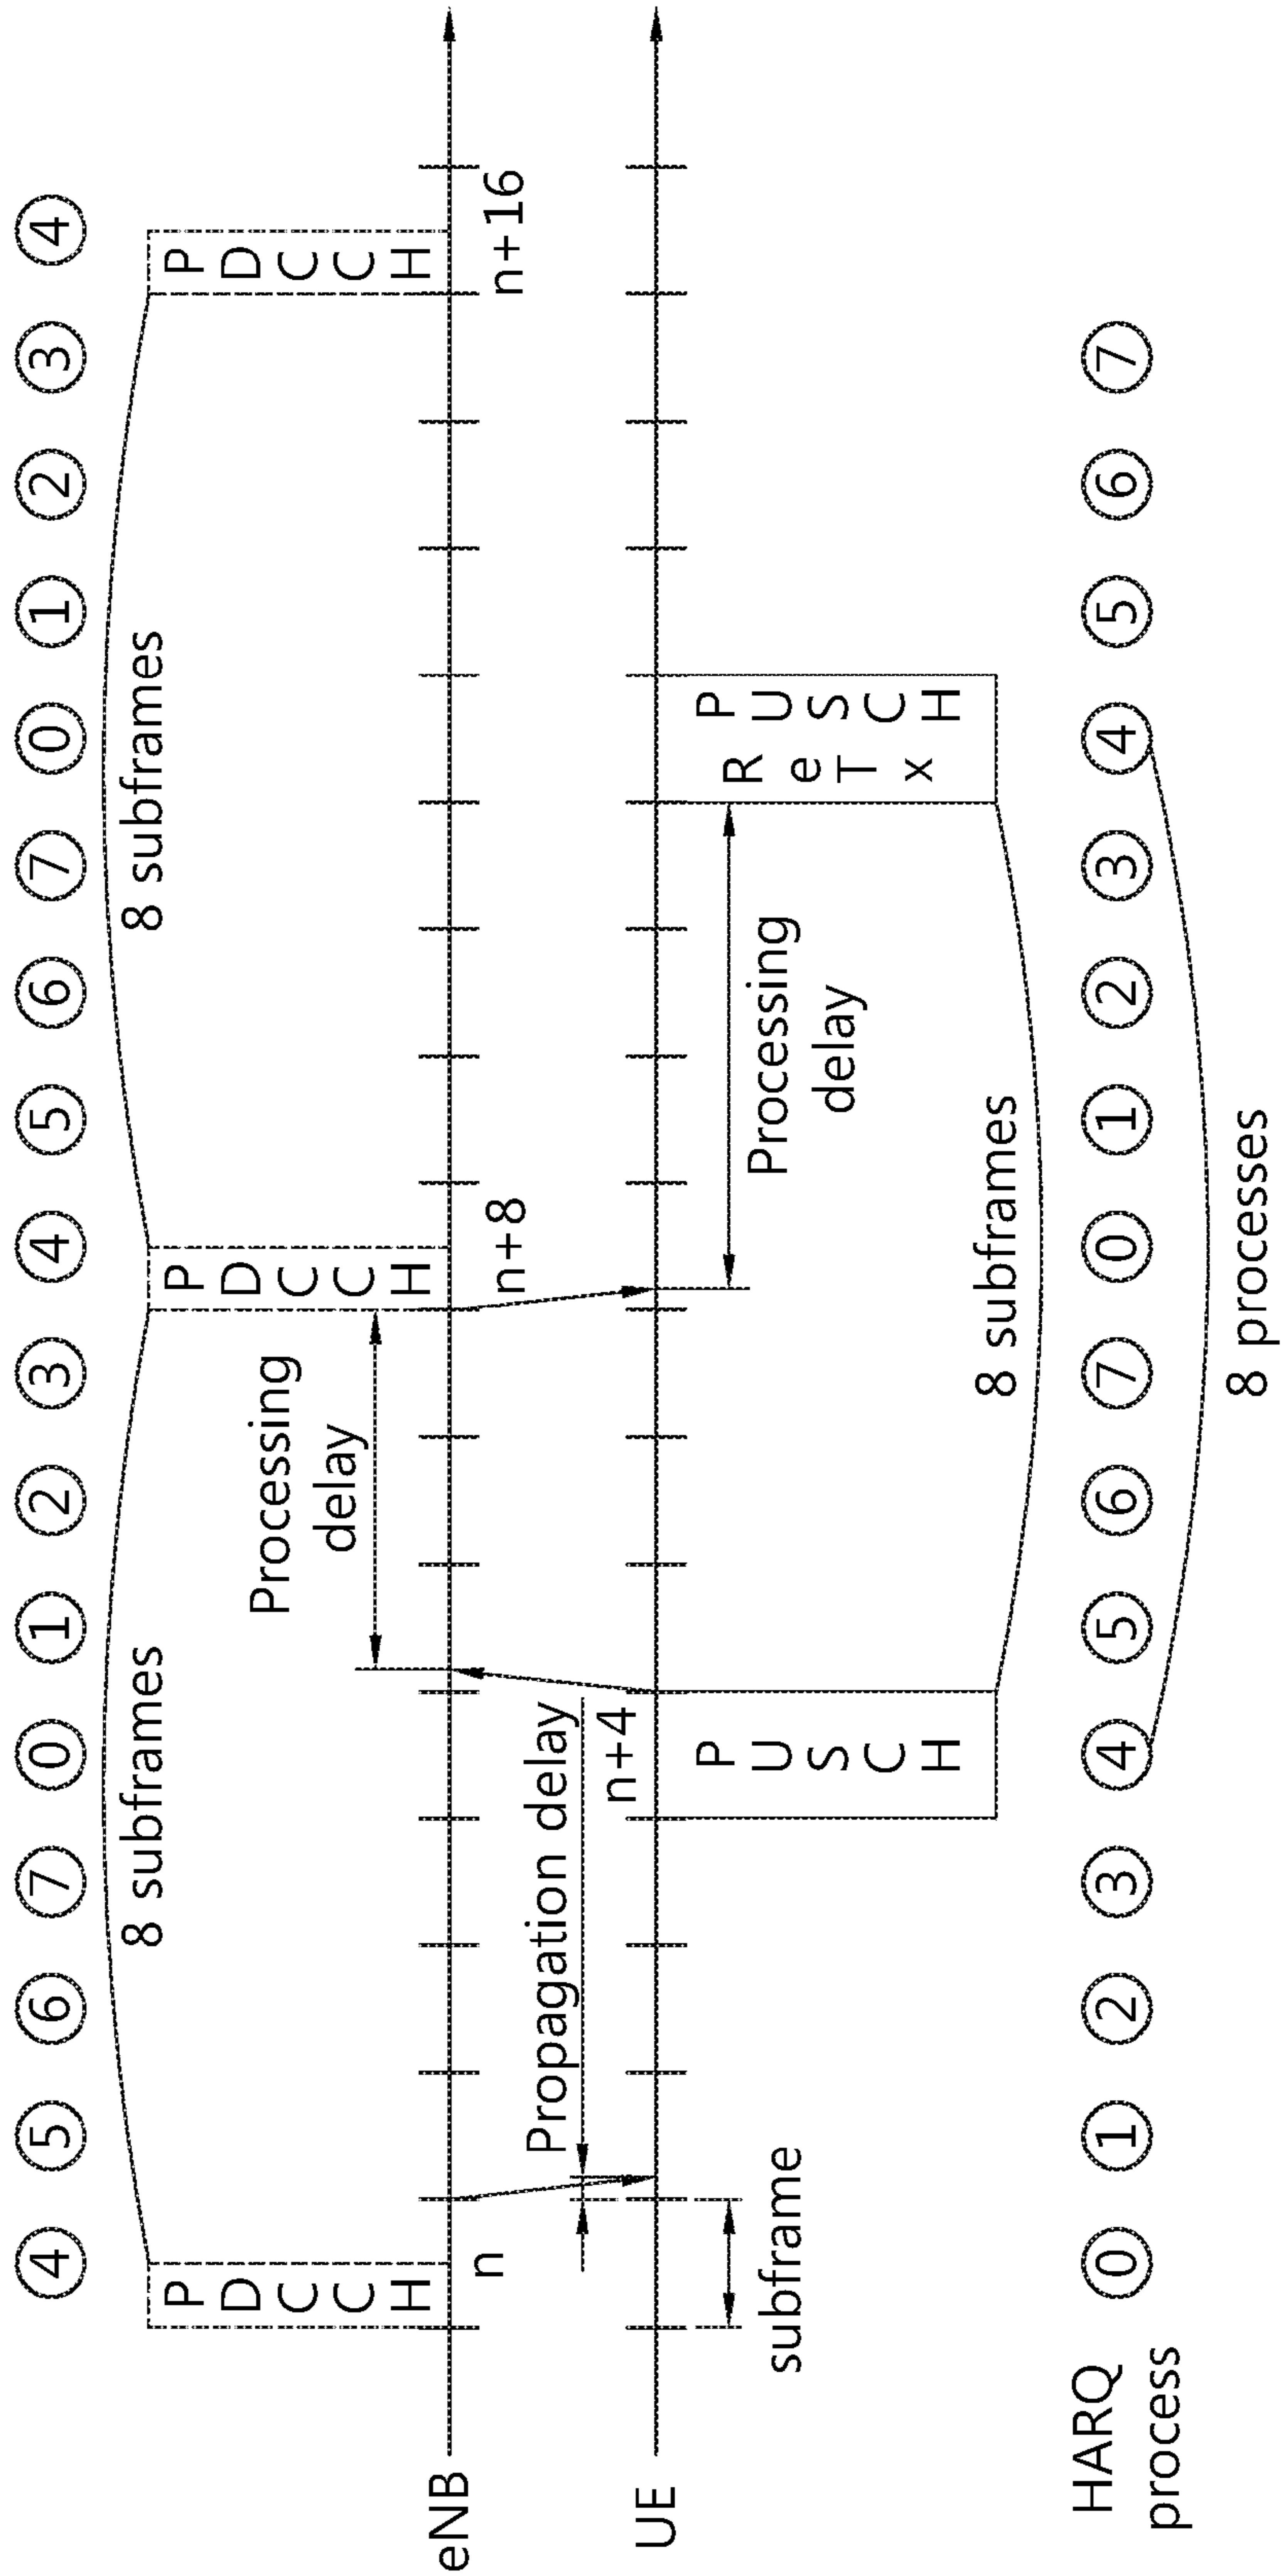 4 5 6 7 0 1 2 3 4 5 6 7 0 1 2 3 4
8 subframes
8 subframes
PDCCH
PDCCH
PDCCH
Processing
delay
eNB
n
n+8
n+16
Propagation delay
n+4
UE
subframe
PUSCH
Processing
delay
ReTx
PUSCH
8 subframes
HARQ
process
0 1 2 3 4 5 6 7 0 1 2 3 4 5 6 7
8 processes